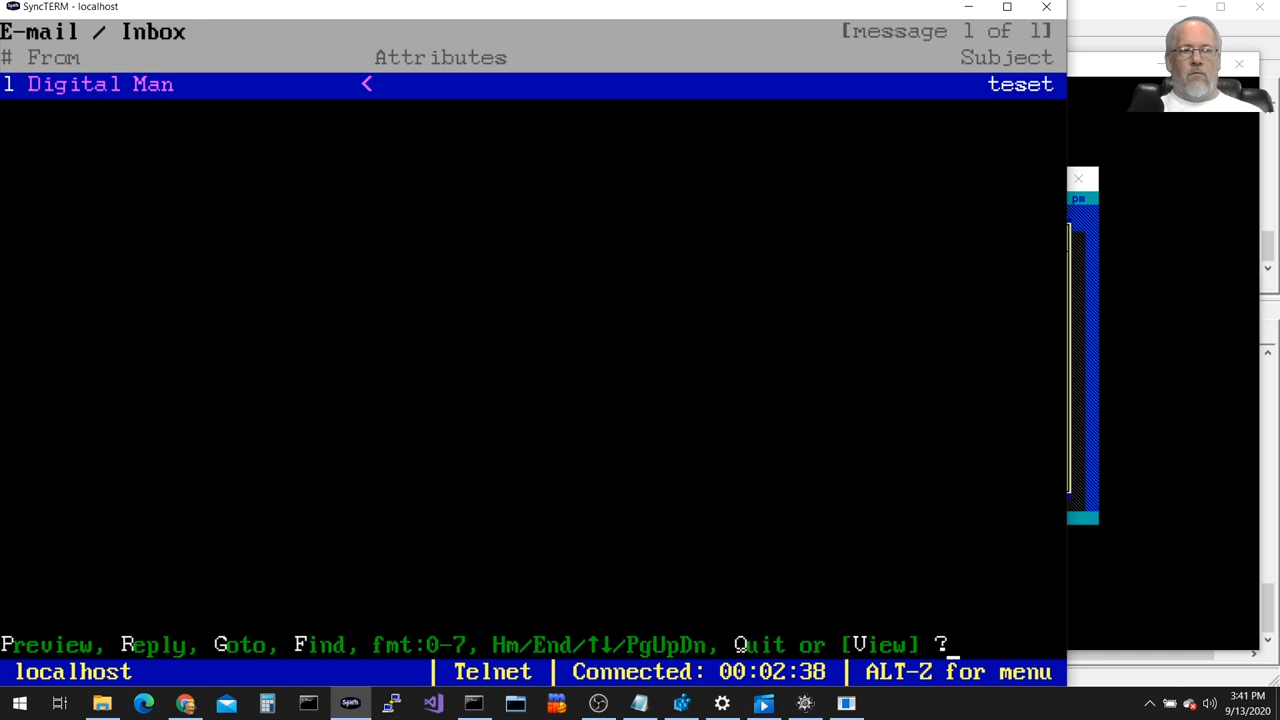 SyncTERM - localhost
E-mail / Inbox [message 1 of 1]
# From Attributes Subject
1 Digital Man < teset
pm
Preview, Reply, Goto, Find, fmt:0-7, Hm/End/↑↓/PgUpDn, Quit or [View] ?
localhost | Telnet | Connected: 00:02:38 | ALT-Z for menu
3:41 PM
9/13/2020